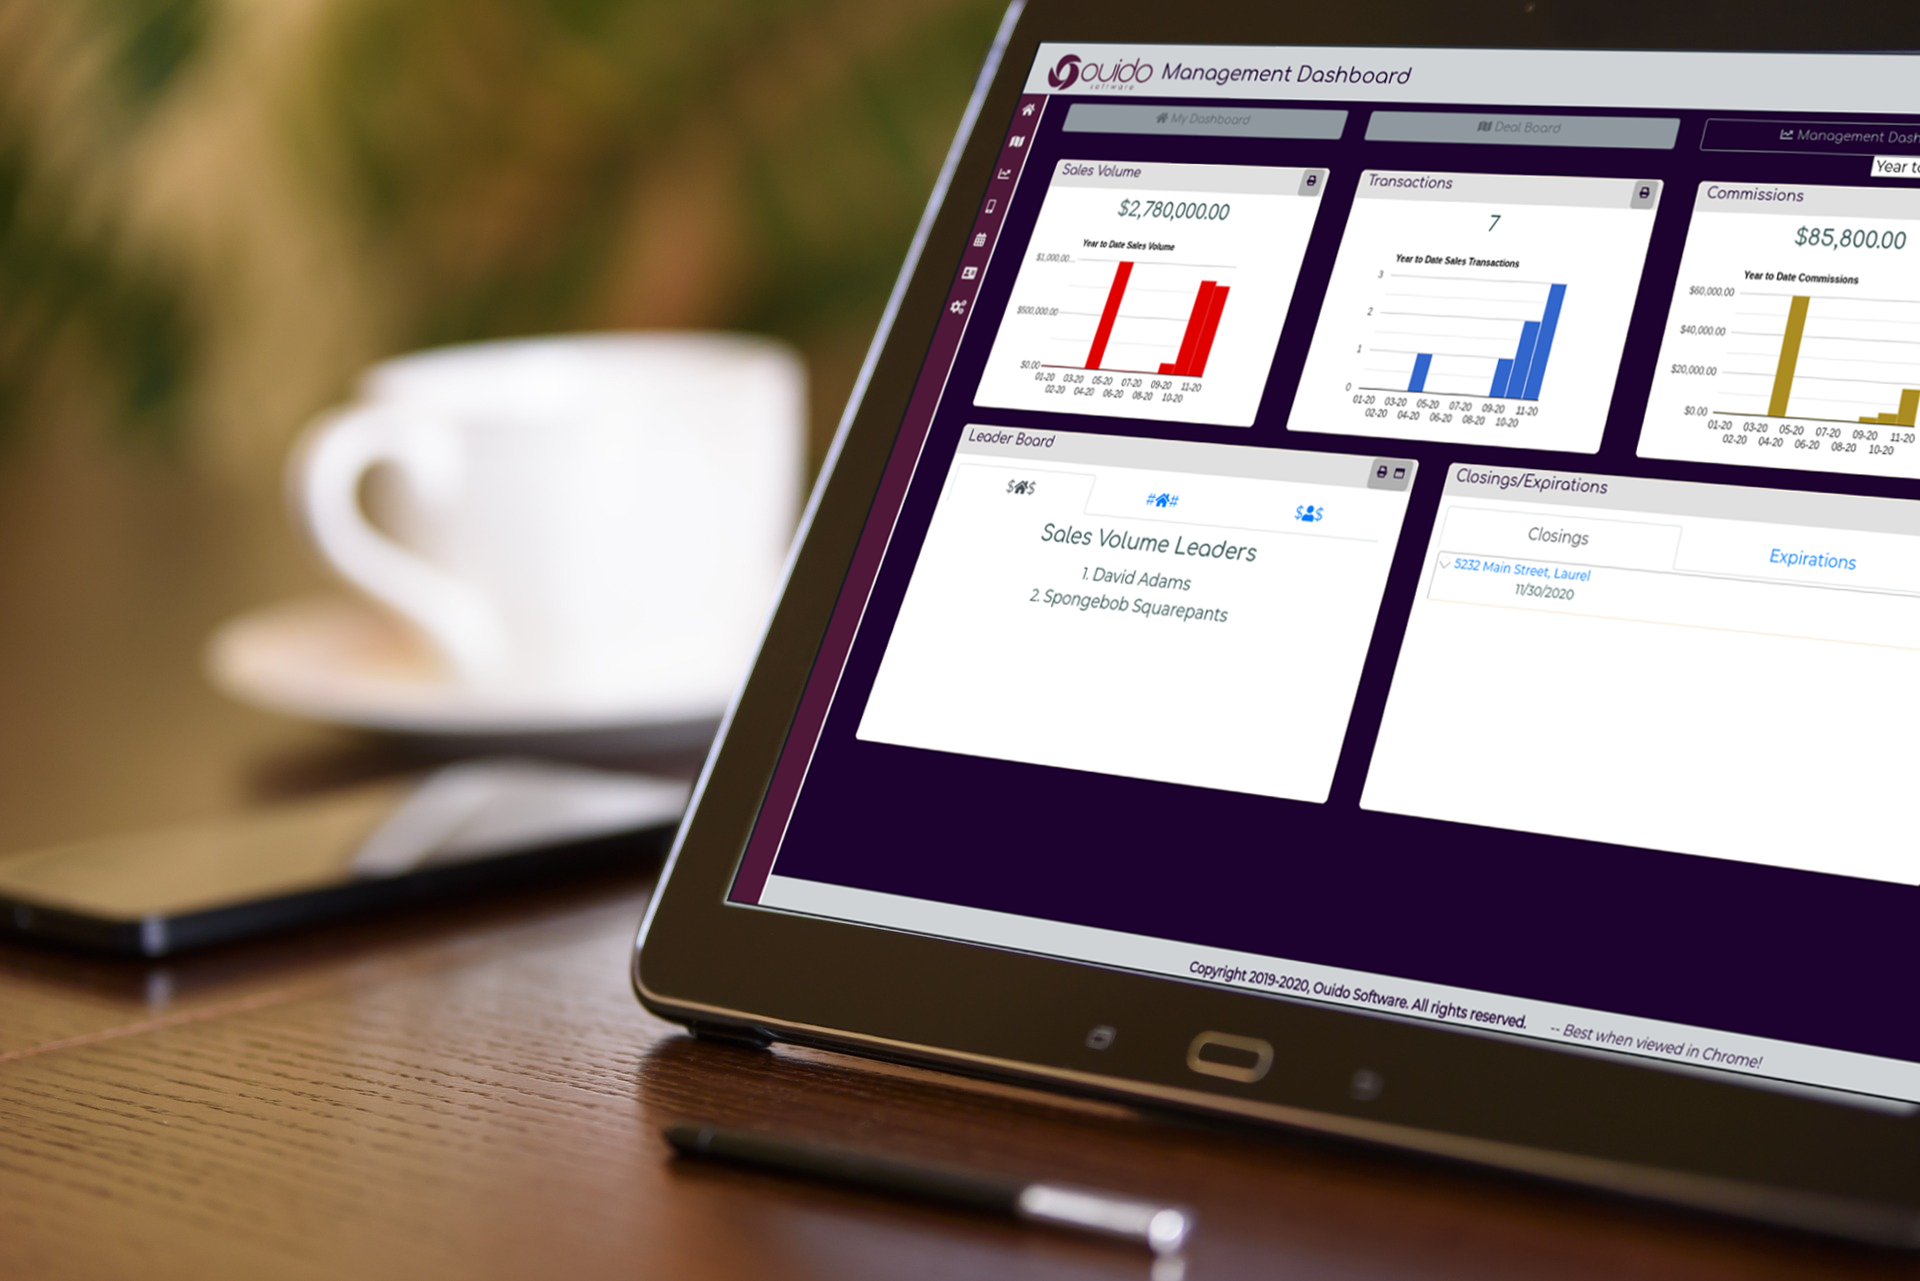 Ouido Management Dashboard
software
My Dashboard
Deal Board
Management Dash
Year to
Sales Volume
$2,780,000.00
Year to Date Sales Volume
$1,000.00...
$500,000.00
$0.00
01-20 03-20 05-20 07-20 09-20 11-20
02-20 04-20 06-20 08-20 10-20
Transactions
7
Year to Date Sales Transactions
3
2
1
0
01-20 03-20 05-20 07-20 09-20 11-20
02-20 04-20 06-20 08-20 10-20
Commissions
$85,800.00
Year to Date Commissions
$60,000.00
$40,000.00
$20,000.00
$0.00
01-20 03-20 05-20 07-20 09-20 11-20
02-20 04-20 06-20 08-20 10-20
Leader Board
$ $
# #
$ $
Sales Volume Leaders
1. David Adams
2. Spongebob Squarepants
Closings/Expirations
Closings
Expirations
5232 Main Street, Laurel
11/30/2020
Copyright 2019-2020, Ouido Software. All rights reserved. -- Best when viewed in Chrome!